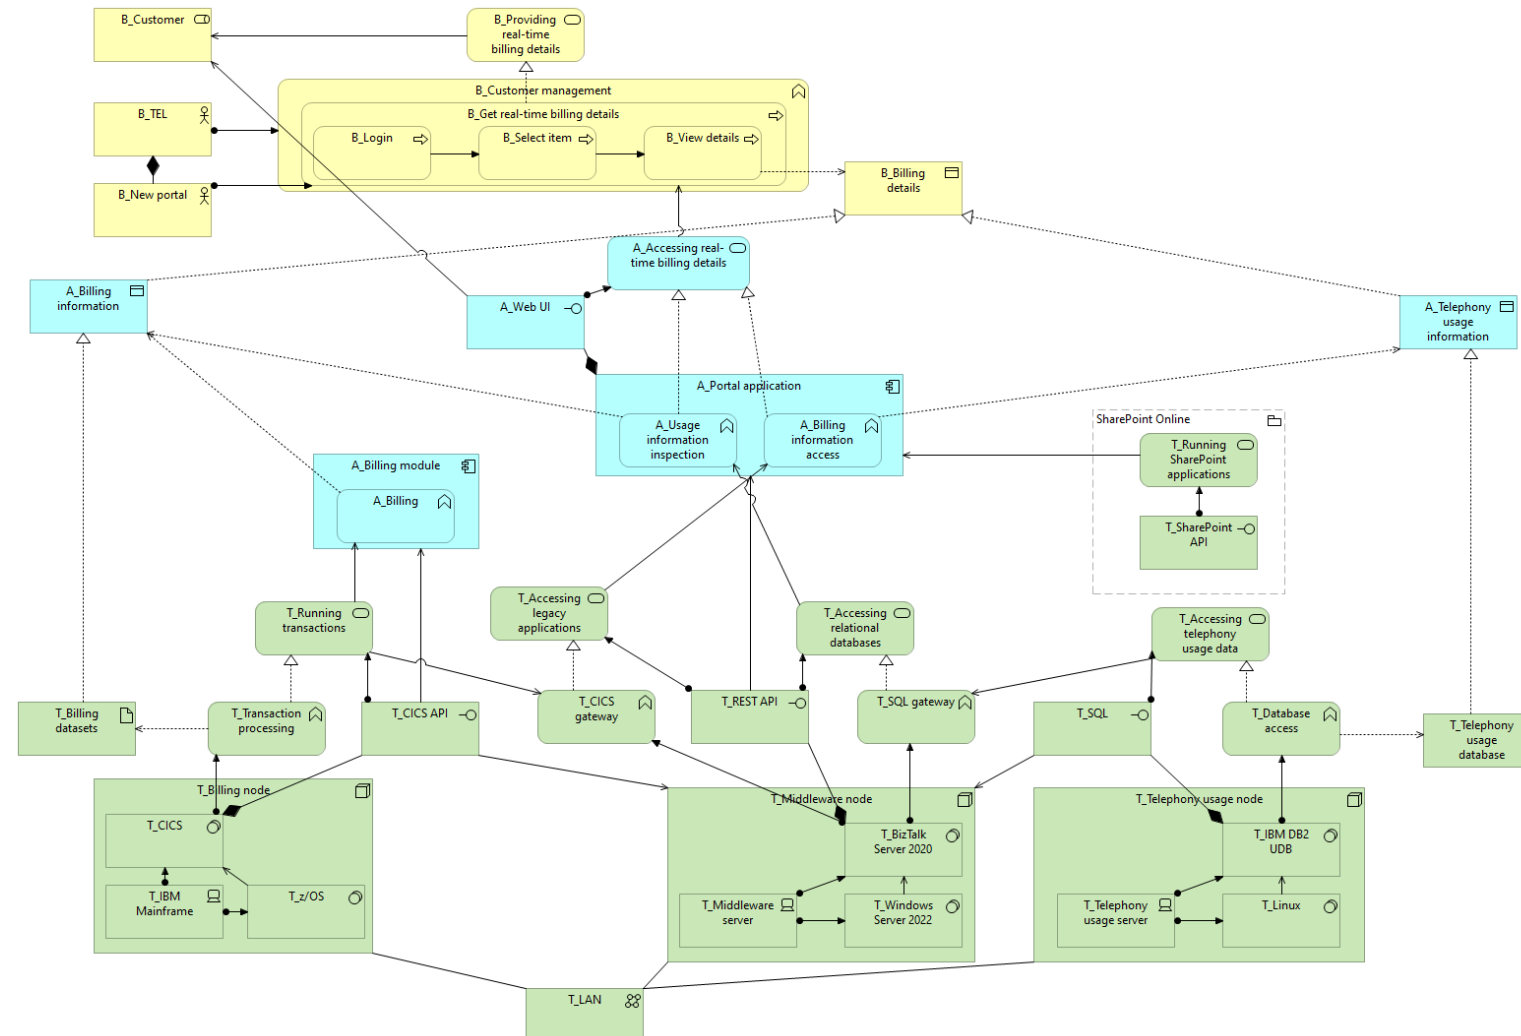 B_Customer
B_Providing
real-time
billing details
B_Customer management
B_TEL
B_Get real-time billing details
B_Login
B_Select item
B_View details
B_Billing
details
B_New portal
A_Accessing real-
time billing details
A_Billing
information
A_Web UI
A_Telephony
usage
information
A_Portal application
A_Usage
information
inspection
A_Billing
information
access
SharePoint Online
T_Running
SharePoint
applications
A_Billing module
A_Billing
T_SharePoint
API
T_Running
transactions
T_Accessing
legacy
applications
T_Accessing
relational
databases
T_Accessing
telephony
usage data
T_Billing
datasets
T_Transaction
processing
T_CICS API
T_CICS
gateway
T_REST API
T_SQL gateway
T_SQL
T_Database
access
T_Telephony
usage
database
T_Billing node
T_Middleware node
T_Telephony usage node
T_CICS
T_BizTalk
Server 2020
T_IBM DB2
UDB
T_IBM
Mainframe
T_z/OS
T_Middleware
server
T_Windows
Server 2022
T_Telephony
usage server
T_Linux
T_LAN